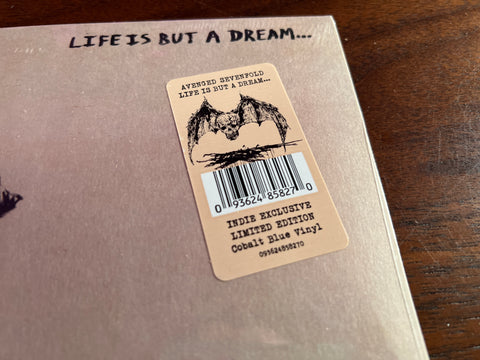 LIFE IS BUT A DREAM...
AVENGED SEVENFOLD
LIFE IS BUT A DREAM...
0 93624 85827 0
INDIE EXCLUSIVE
LIMITED EDITION
Cobalt Blue Vinyl
093624858270